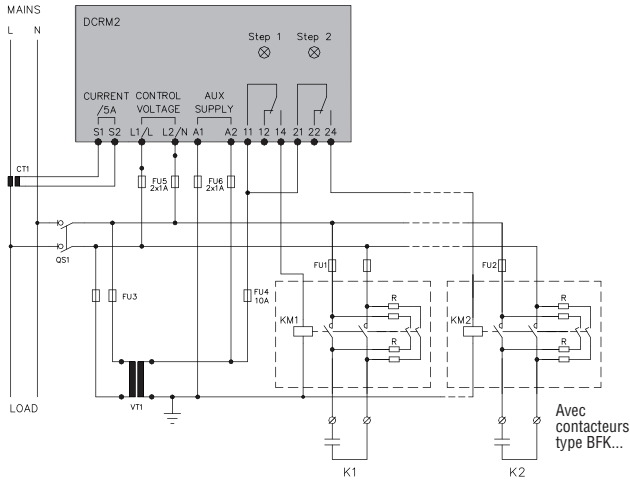 MAINS
L N
DCRM2
Step 1 Step 2
CURRENT
/5A
CONTROL
VOLTAGE
AUX
SUPPLY
S1 S2 L1/L L2/N A1 A2 11 12 14 21 22 24
CT1
FU5
2x1A
FU6
2x1A
QS1
FU1
FU2
FU3
FU4
10A
R
R
KM1
R
R
KM2
VT1
LOAD
Avec
contacteurs
type BFK...
K1 K2